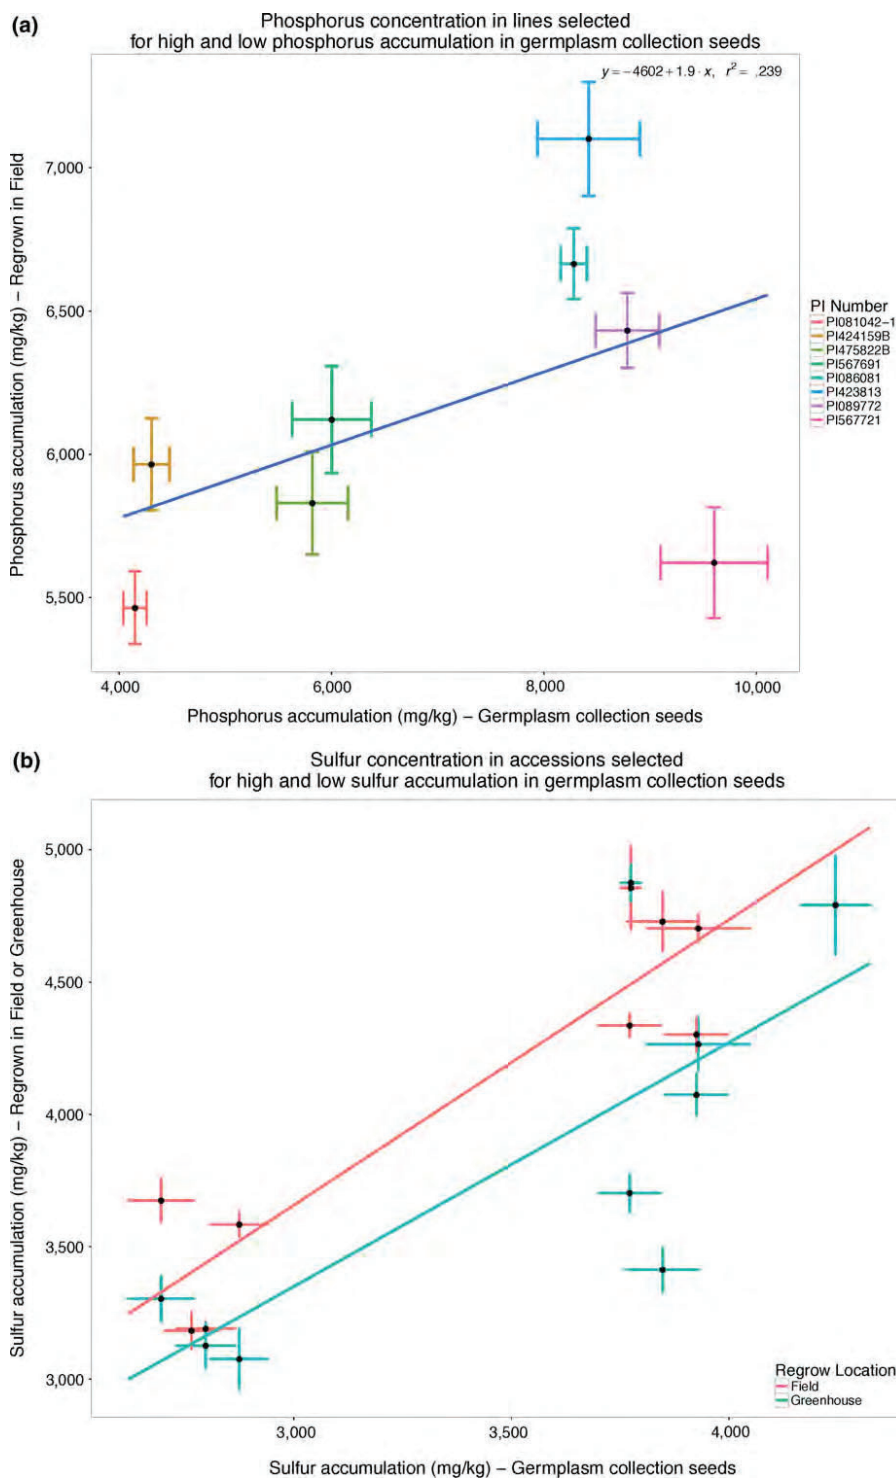 (a)
Phosphorus concentration in lines selected
for high and low phosphorus accumulation in germplasm collection seeds
y = −4602 + 1.9 · x, r² = .239
Phosphorus accumulation (mg/kg) − Regrown in Field
7,000
6,500
6,000
5,500
4,000
6,000
8,000
10,000
Phosphorus accumulation (mg/kg) − Germplasm collection seeds
PI Number
PI081042−1
PI424159B
PI475822B
PI567691
PI086081
PI423813
PI089772
PI567721
(b)
Sulfur concentration in accessions selected
for high and low sulfur accumulation in germplasm collection seeds
Sulfur accumulation (mg/kg) − Regrown in Field or Greenhouse
5,000
4,500
4,000
3,500
3,000
3,000
3,500
4,000
Sulfur accumulation (mg/kg) − Germplasm collection seeds
Regrow Location
Field
Greenhouse